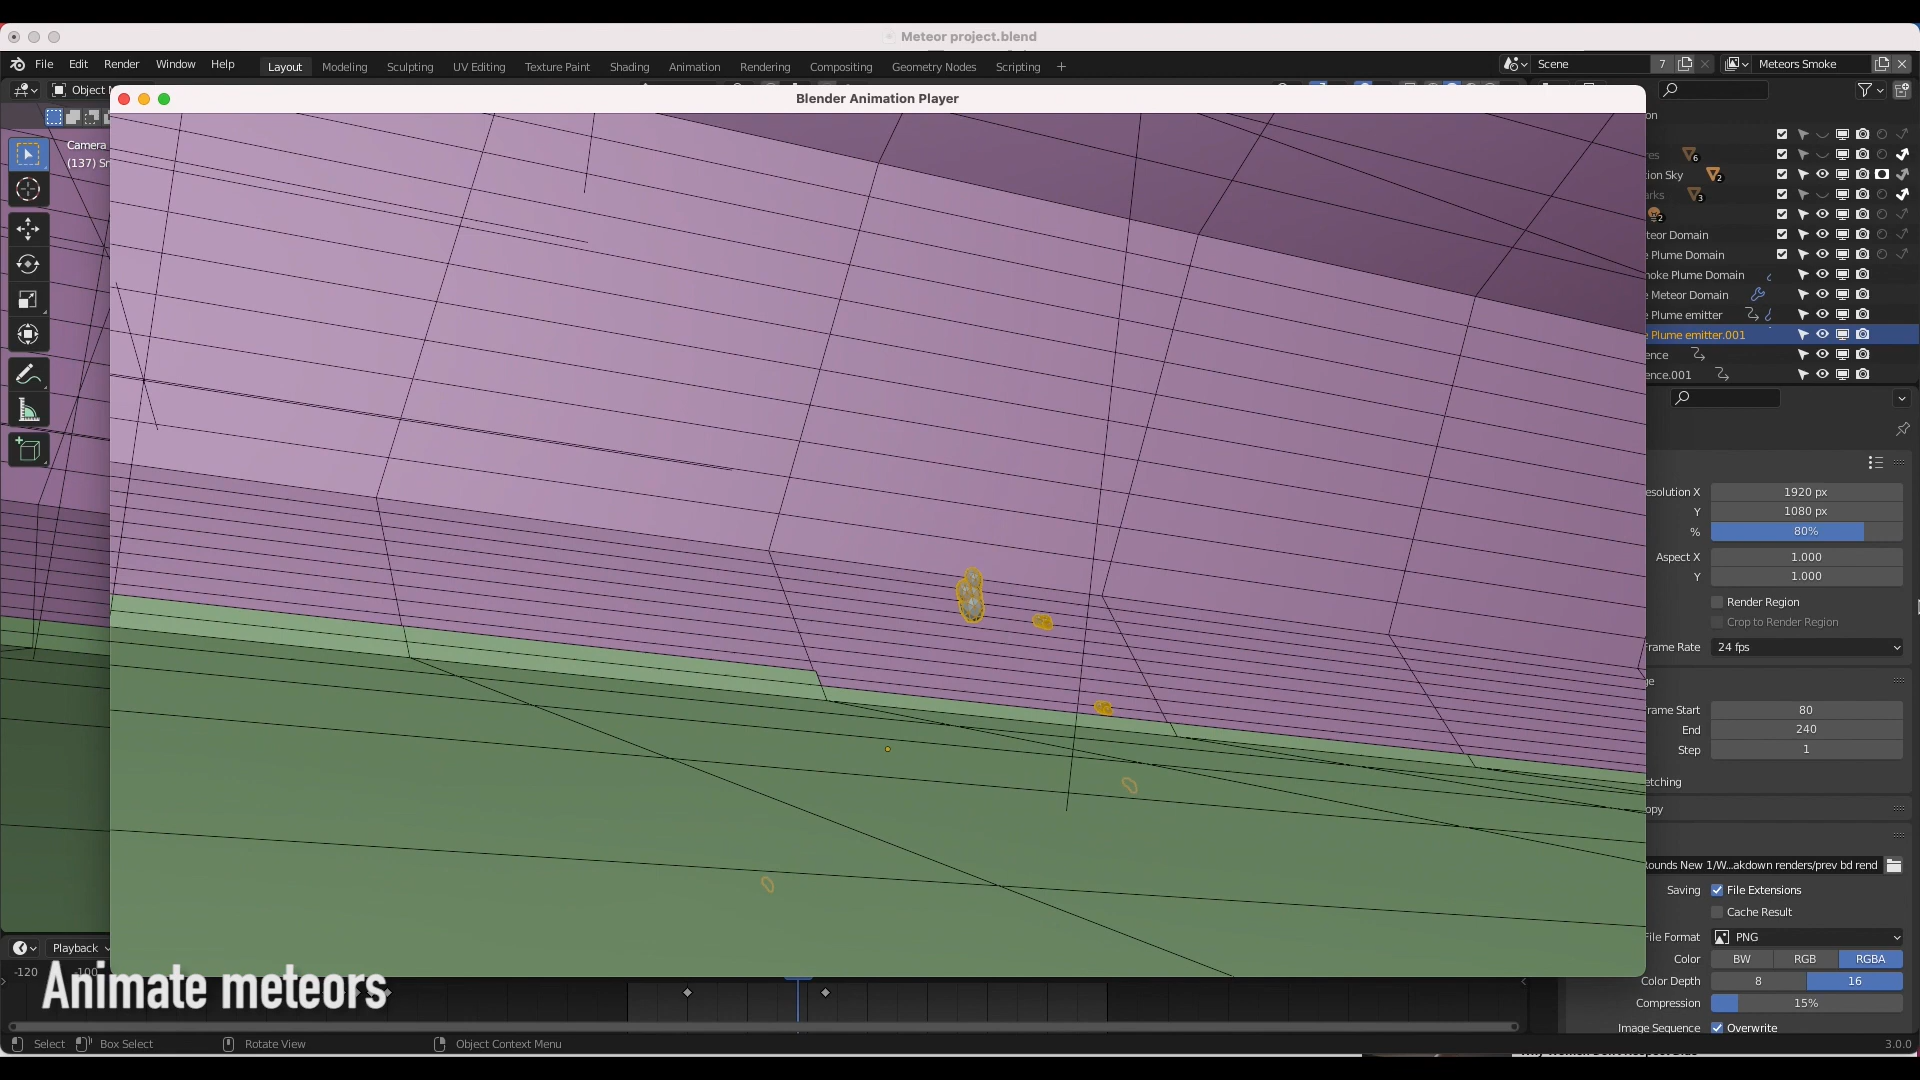 Meteor project.blend
File Edit Render Window Help
Layout Modeling Sculpting UV Editing Texture Paint Shading Animation Rendering Compositing Geometry Nodes Scripting +
Scene 7 Meteors Smoke
Object
Blender Animation Player
Camera
(137)
tion Sky 2
2
Domain
e Plume Domain
Plume Domain
e Meteor Domain
e Plume emitter
e Plume emitter.001
ence
ence.001
esolution X 1920 px
Y 1080 px
% 80%
Aspect X 1.000
Y 1.000
Render Region
Crop to Render Region
Frame Rate 24 fps
rame Start 80
End 240
Step 1
etching
opy
ounds New 1/W...akdown renders/prev bd rend
Saving File Extensions
Cache Result
File Format PNG
Color BW RGB RGBA
Color Depth 8 16
Compression 15%
Image Sequence Overwrite
Playback
-120 -100
Animate meteors
Select Box Select Rotate View Object Context Menu 3.0.0